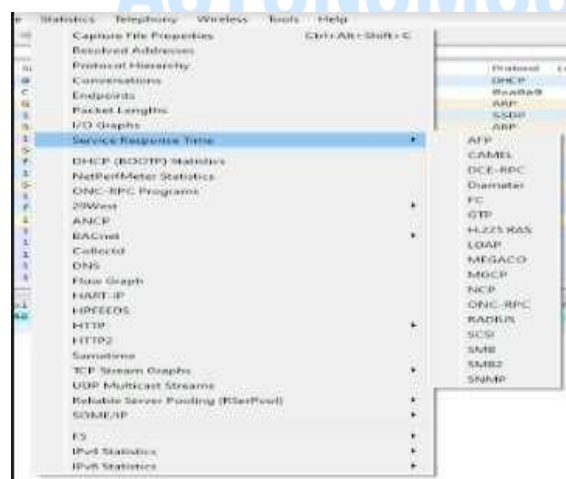 AUTONOMOU
Statistics Telephony Wireless Tools Help
Capture File Properties Ctrl+Alt+Shift+C
Resolved Addresses
Protocol Hierarchy
Conversations
Endpoints
Packet Lengths
I/O Graphs
Service Response Time
DHCP (BOOTP) Statistics
NetPerfMeter Statistics
ONC-RPC Programs
29West
ANCP
BACnet
Collectd
DNS
Flow Graph
HART-IP
HPFEEDS
HTTP
HTTP2
Sametime
TCP Stream Graphs
UDP Multicast Streams
Reliable Server Pooling (RSerPool)
SOME/IP
F5
IPv4 Statistics
IPv6 Statistics
Protocol
DHCP
0xa0a9
ARP
SSDP
ARP
AFP
CAMEL
DCE-RPC
Diameter
FC
GTP
H.225 RAS
LDAP
MEGACO
MGCP
NCP
ONC-RPC
RADIUS
SCSI
SMB
SMB2
SNMP